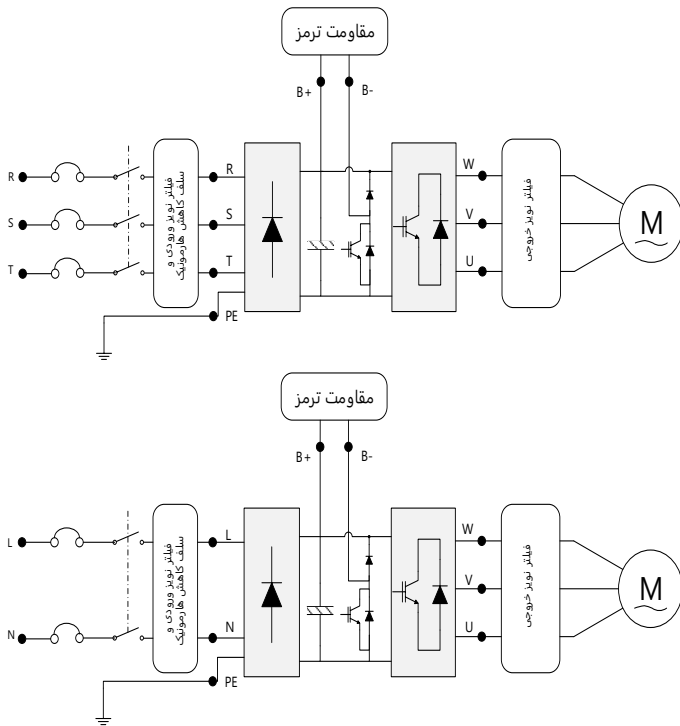 مقاومت ترمز
B+
B-
R
S
T
فیلتر نویز ورودی و
سلف کاهش هارمونیک
R
S
T
PE
W
V
U
فیلتر نویز خروجی
M
مقاومت ترمز
B+
B-
L
N
فیلتر نویز ورودی و
سلف کاهش هارمونیک
L
N
PE
W
V
U
فیلتر نویز خروجی
M